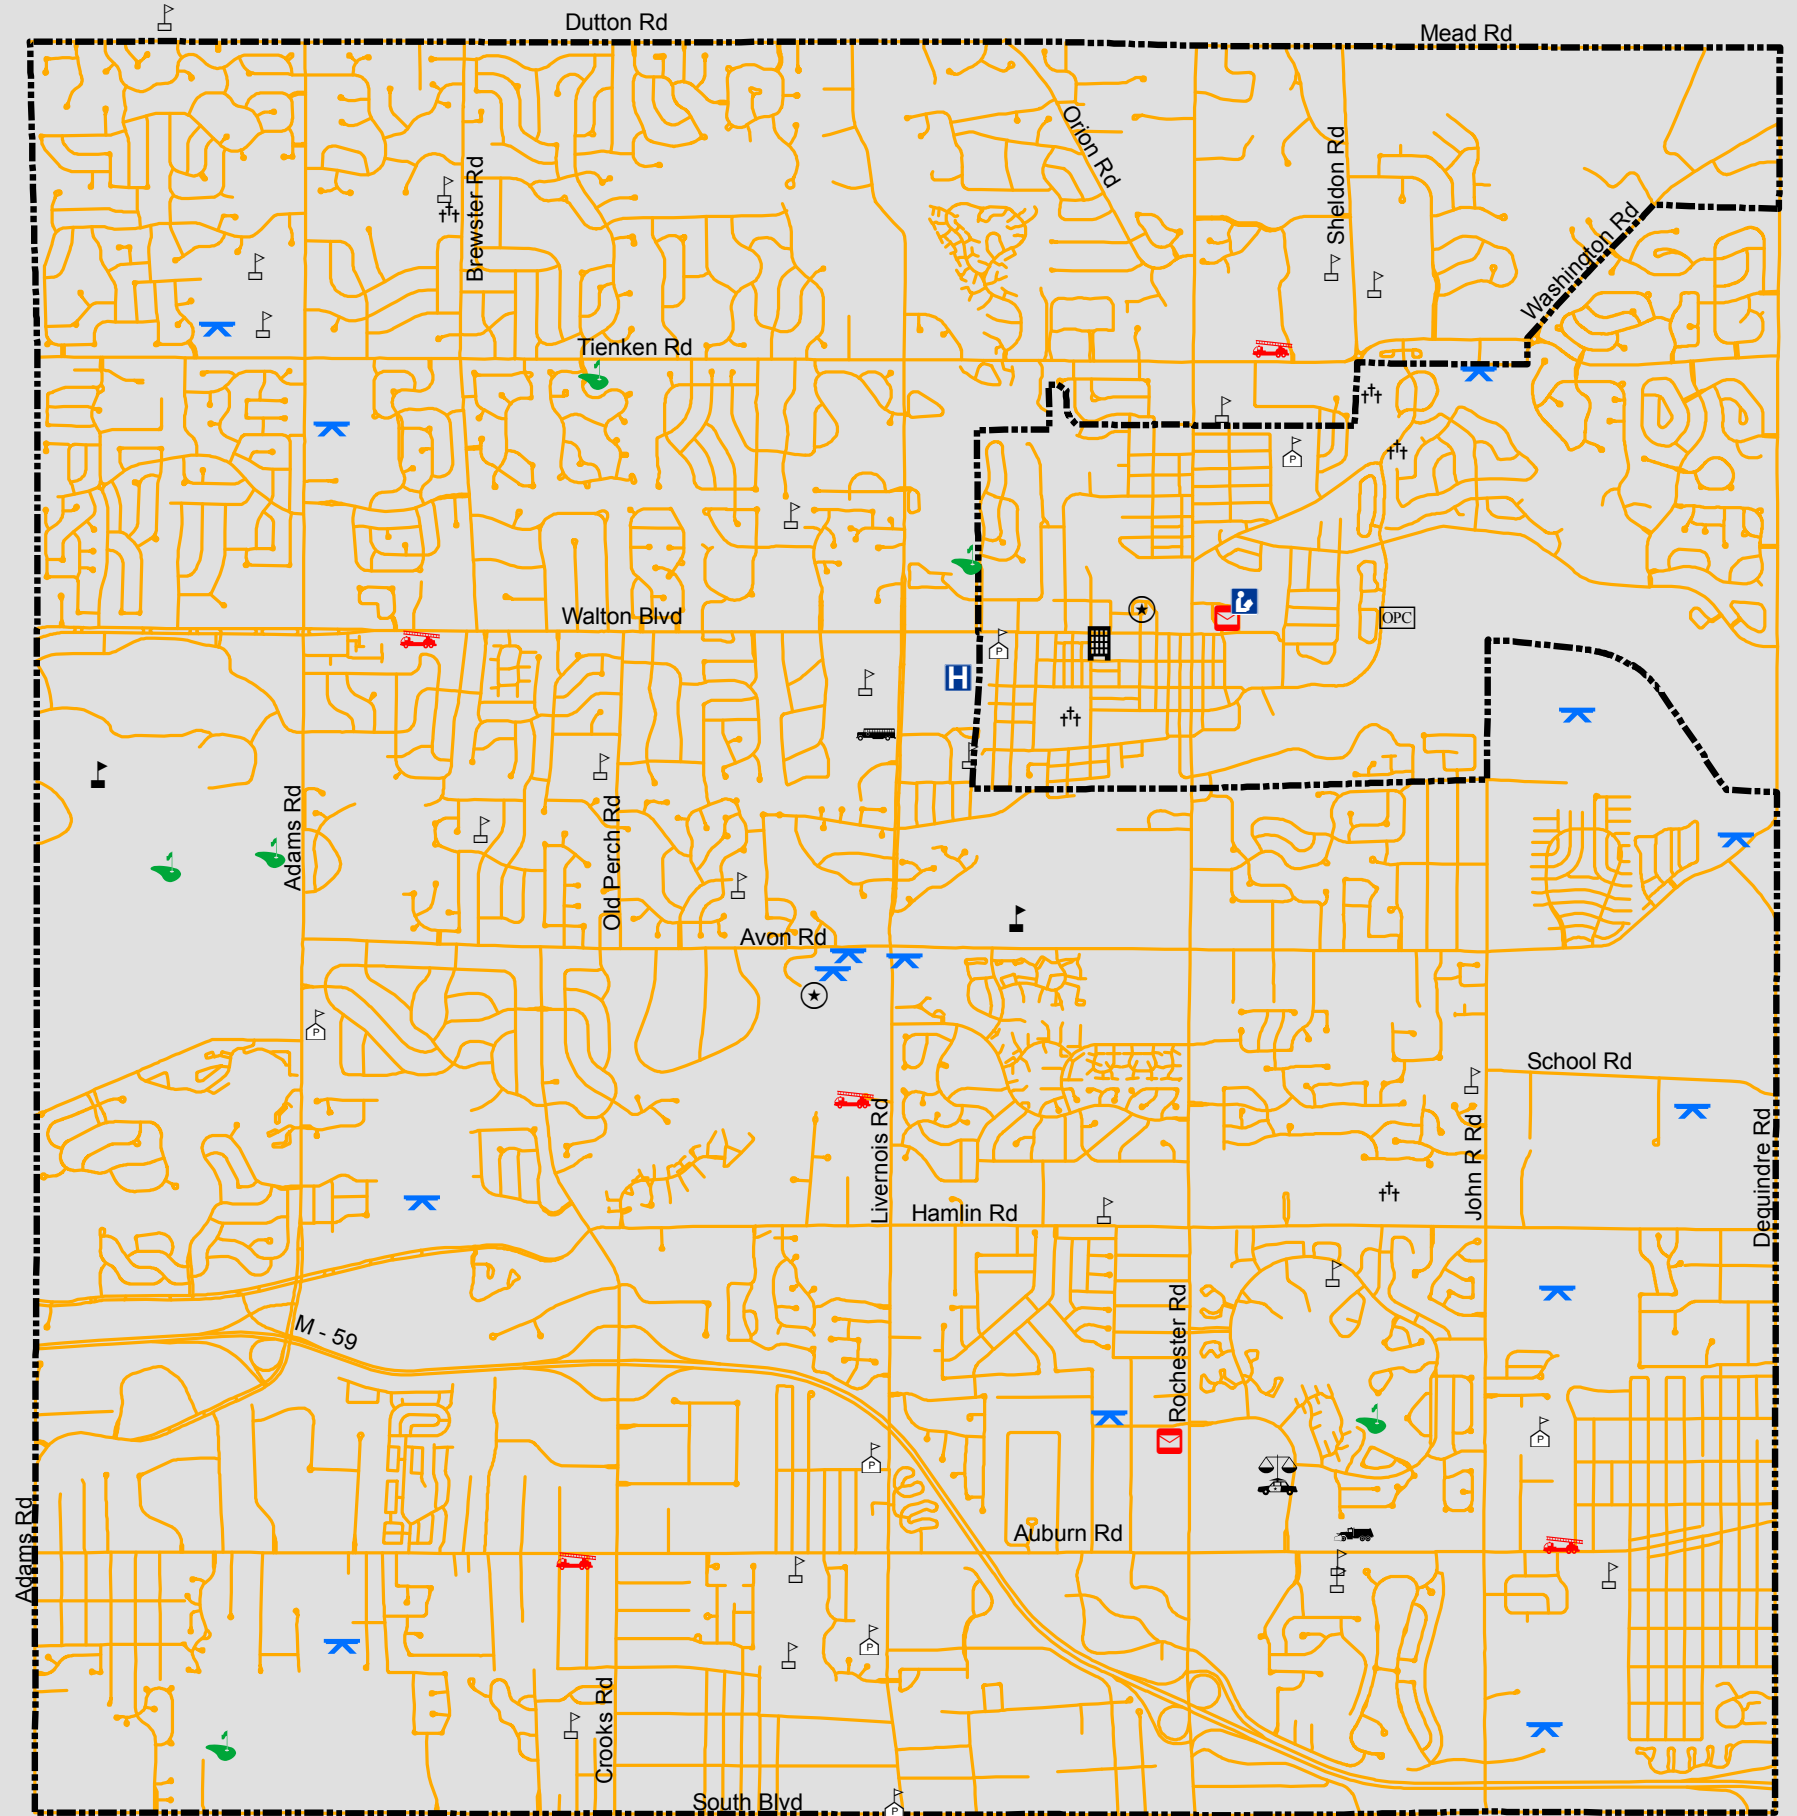 Dutton Rd
Mead Rd
Orion Rd
Sheldon Rd
Brewster Rd
Washington Rd
Tienken Rd
P
Walton Blvd
OPC
P
H
Adams Rd
Old Perch Rd
Avon Rd
P
School Rd
Livernois Rd
John R Rd
Dequindre Rd
Hamlin Rd
M - 59
Rochester Rd
P
P
Adams Rd
Auburn Rd
P
Crooks Rd
South Blvd
P